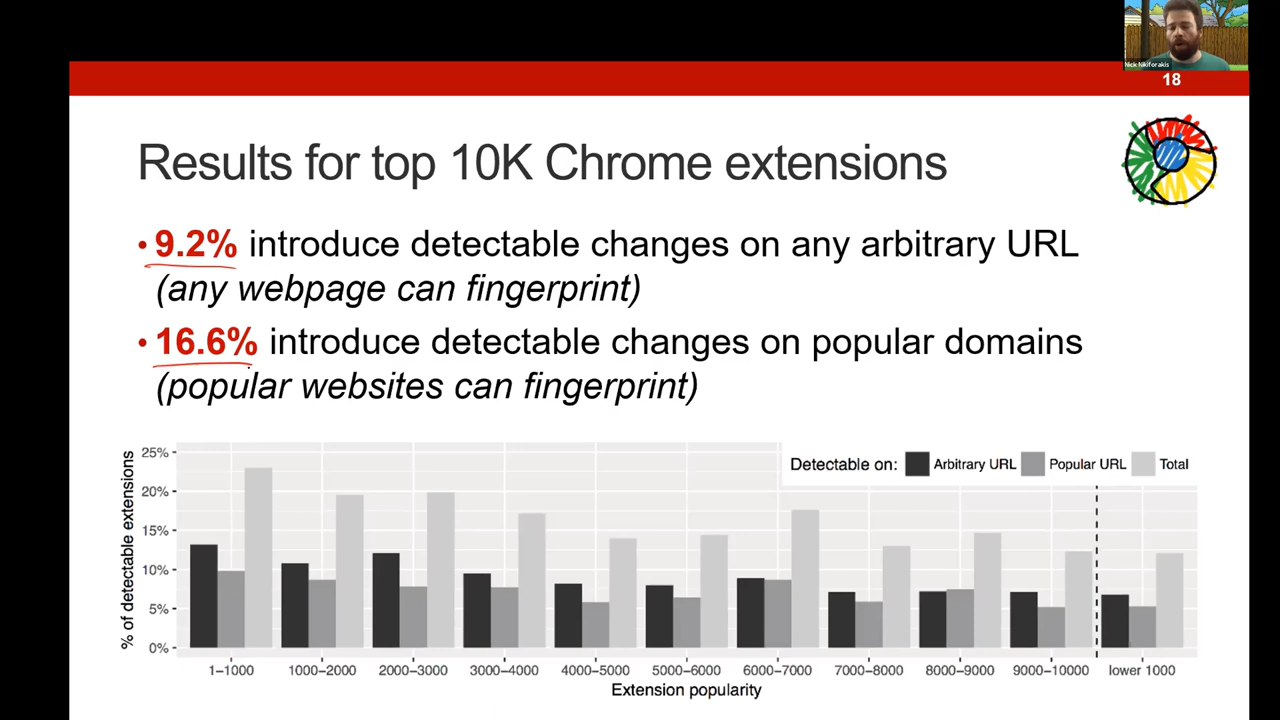 Nick Nikiforakis
18
Results for top 10K Chrome extensions
• 9.2% introduce detectable changes on any arbitrary URL
(any webpage can fingerprint)
• 16.6% introduce detectable changes on popular domains
(popular websites can fingerprint)
Detectable on: Arbitrary URL Popular URL Total
% of detectable extensions
25%
20%
15%
10%
5%
0%
1–1000 1000–2000 2000–3000 3000–4000 4000–5000 5000–6000 6000–7000 7000–8000 8000–9000 9000–10000 lower 1000
Extension popularity